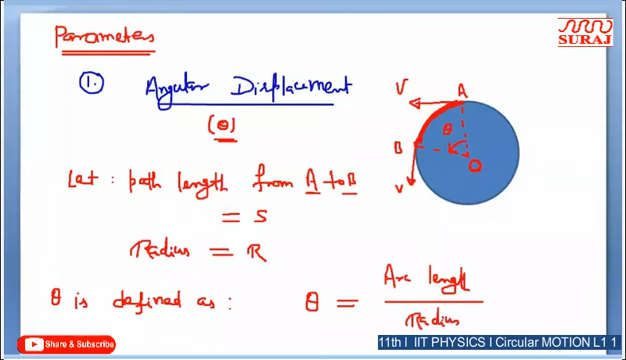 Parameters
SURAJ
1. Angular Displacement
(θ)
V
A
θ
B
O
V
Let : path length from A to B
= S
Radius = R
θ is defined as : θ = Arc length
Radius
Share & Subscribe
11th I IIT PHYSICS I Circular MOTION L1 1